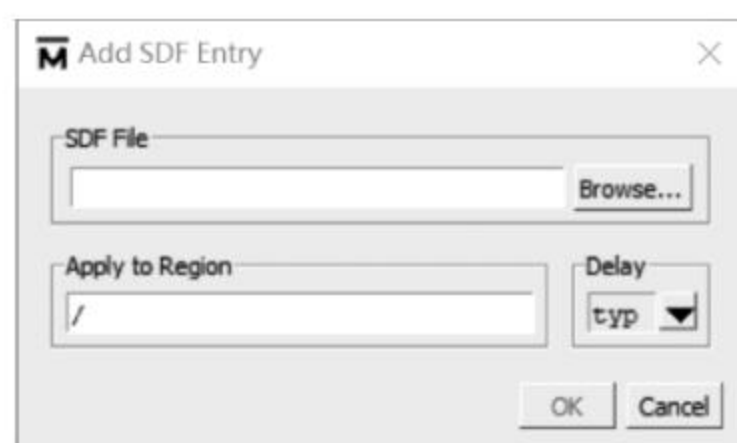 Add SDF Entry
SDF File
Browse...
Apply to Region
Delay
/
typ
OK
Cancel